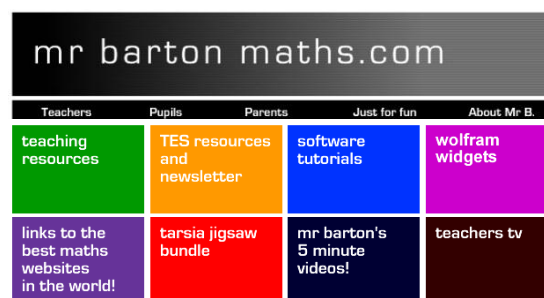 mr barton maths.com
Teachers Pupils Parents Just for fun About Mr B.
teaching
resources
TES resources
and
newsletter
software
tutorials
wolfram
widgets
links to the
best maths
websites
in the world!
tarsia jigsaw
bundle
mr barton's
5 minute
videos!
teachers tv